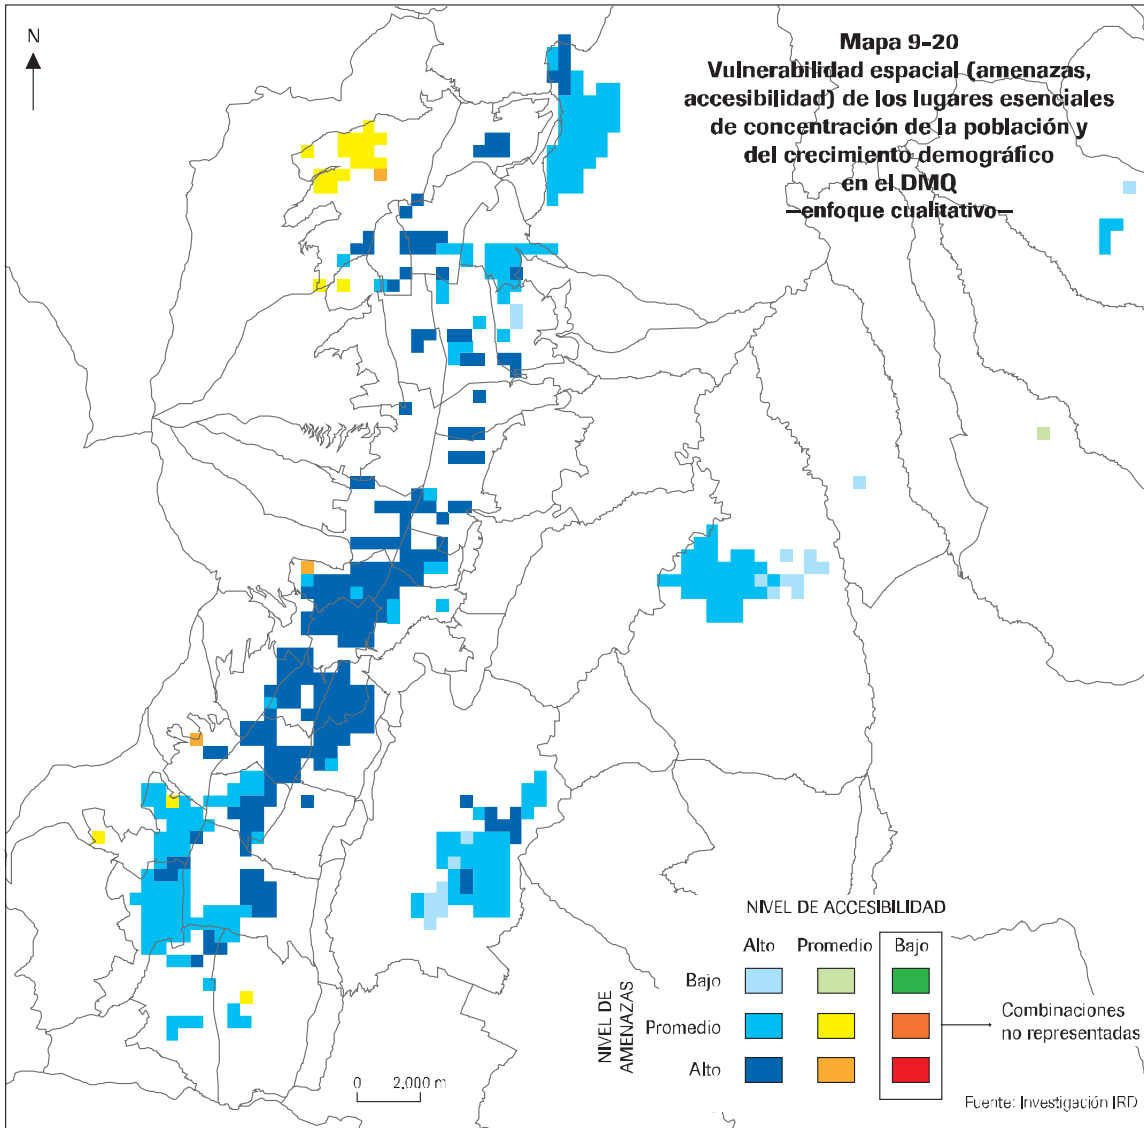 N
Mapa 9-20
Vulnerabilidad espacial (amenazas,
accesibilidad) de los lugares esenciales
de concentración de la población y
del crecimiento demográfico
en el DMQ
—enfoque cualitativo—
NIVEL DE ACCESIBILIDAD
Alto Promedio Bajo
NIVEL DE
AMENAZAS
Bajo
Promedio
Alto
Combinaciones
no representadas
0 2.000 m
Fuente: Investigación IRD